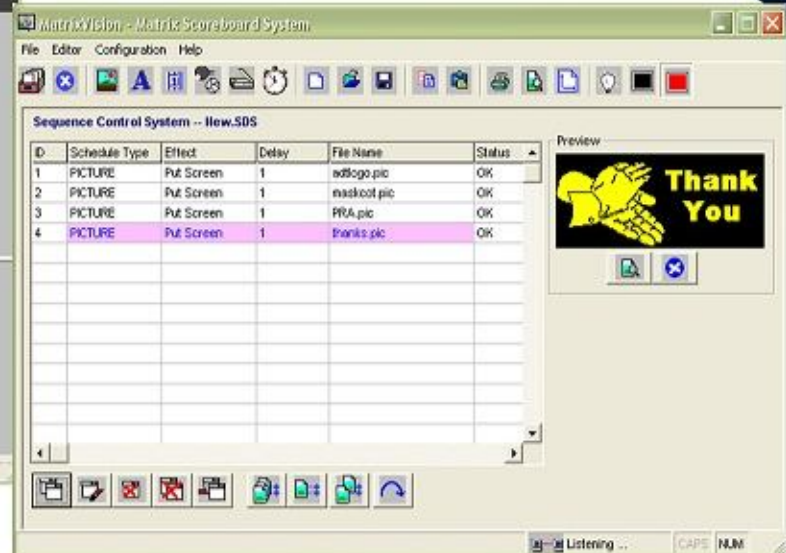 MatrixVision - Matrix Scoreboard System
File Editor Configuration Help
Sequence Control System -- New.SDS
ID Schedule Type Effect Delay File Name Status
1 PICTURE Put Screen 1 adtlogo.pic OK
2 PICTURE Put Screen 1 maskcot.pic OK
3 PICTURE Put Screen 1 PRA.pic OK
4 PICTURE Put Screen 1 thanks.pic OK
Preview
Thank
You
Listening ... CAPS NUM